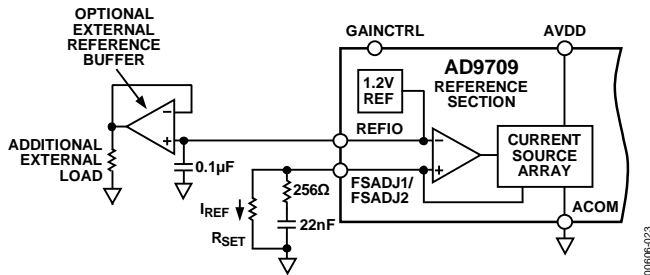 OPTIONAL
EXTERNAL
REFERENCE
BUFFER
GAINCTRL
AVDD
AD9709
REFERENCE
SECTION
1.2V
REF
REFIO
–
+
ADDITIONAL
EXTERNAL
LOAD
0.1µF
–
+
CURRENT
SOURCE
ARRAY
256Ω
FSADJ1/
FSADJ2
IREF
22nF
RSET
ACOM
00606-023